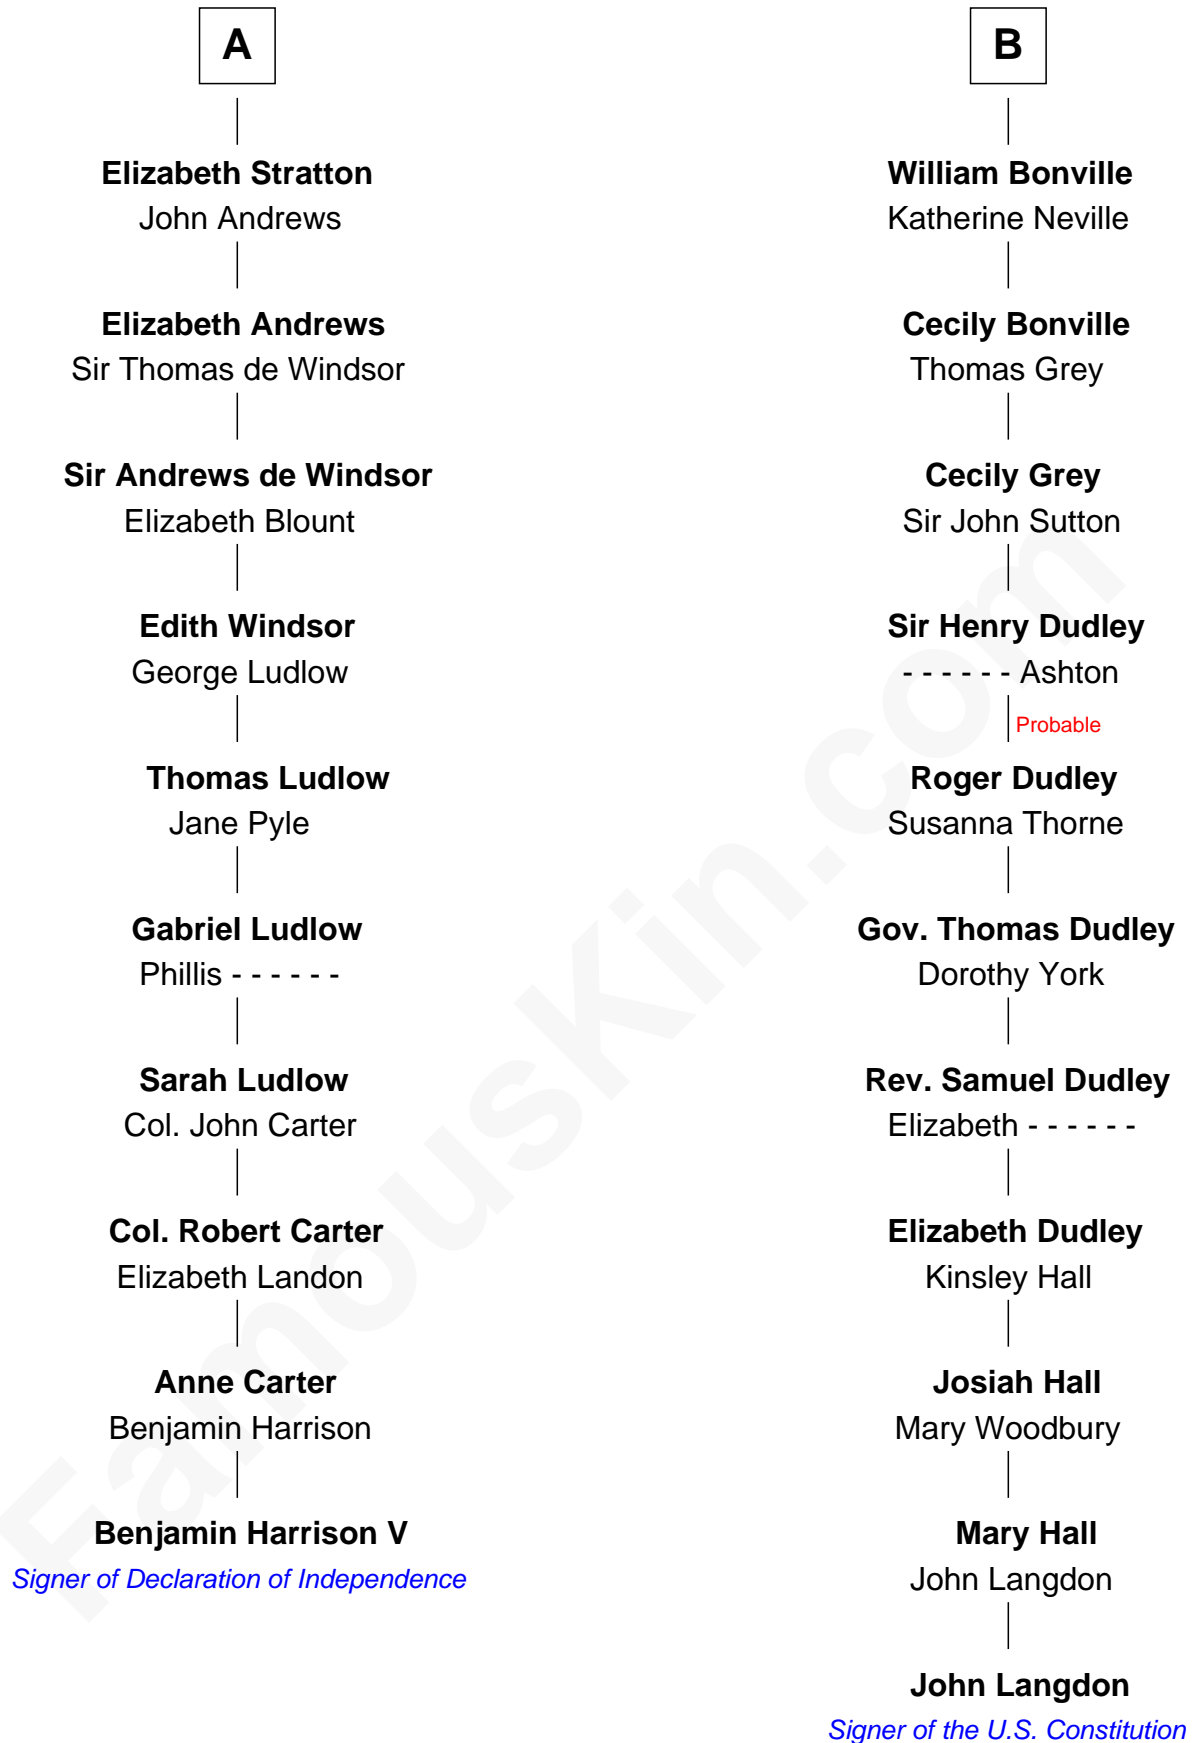 A
Elizabeth Stratton
John Andrews
Elizabeth Andrews
Sir Thomas de Windsor
Sir Andrews de Windsor
Elizabeth Blount
Edith Windsor
George Ludlow
Thomas Ludlow
Jane Pyle
Gabriel Ludlow
Phillis - - - - - -
Sarah Ludlow
Col. John Carter
Col. Robert Carter
Elizabeth Landon
Anne Carter
Benjamin Harrison
Benjamin Harrison V
Signer of Declaration of Independence
B
William Bonville
Katherine Neville
Cecily Bonville
Thomas Grey
Cecily Grey
Sir John Sutton
Sir Henry Dudley
- - - - - - Ashton
Probable
Roger Dudley
Susanna Thorne
Gov. Thomas Dudley
Dorothy York
Rev. Samuel Dudley
Elizabeth - - - - - -
Elizabeth Dudley
Kinsley Hall
Josiah Hall
Mary Woodbury
Mary Hall
John Langdon
John Langdon
Signer of the U.S. Constitution
FamousKin.com